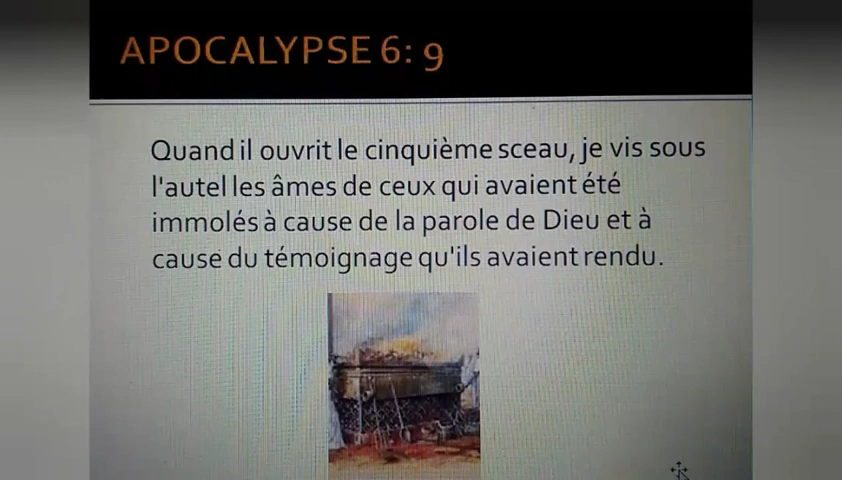 APOCALYPSE 6: 9
Quand il ouvrit le cinquième sceau, je vis sous
l'autel les âmes de ceux qui avaient été
immolés à cause de la parole de Dieu et à
cause du témoignage qu'ils avaient rendu.